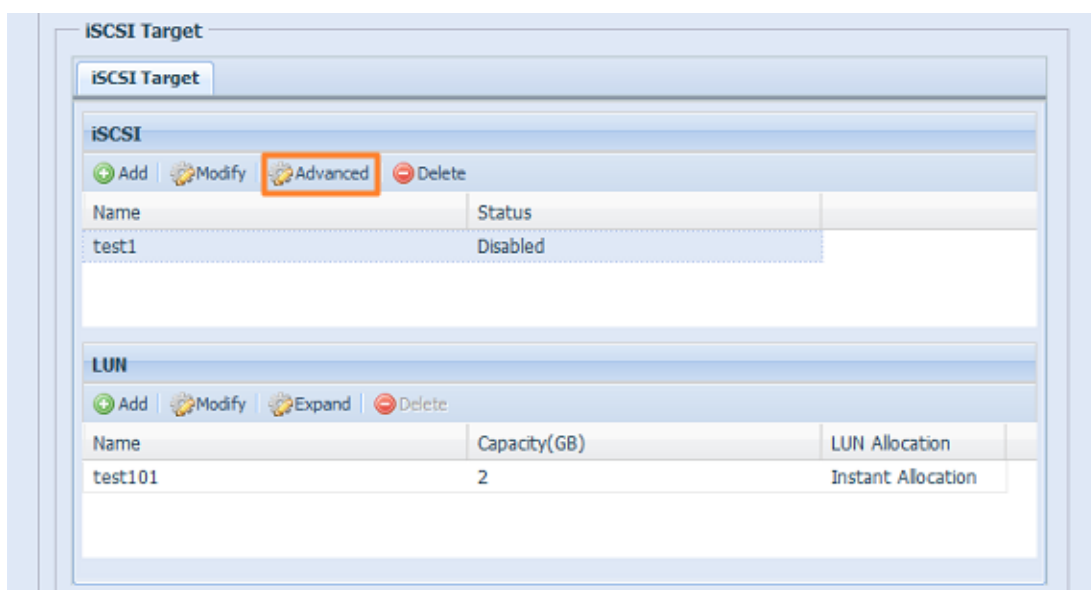 iSCSI Target
iSCSI Target
iSCSI
Add Modify Advanced Delete
Name Status
test1 Disabled
LUN
Add Modify Expand Delete
Name Capacity(GB) LUN Allocation
test101 2 Instant Allocation